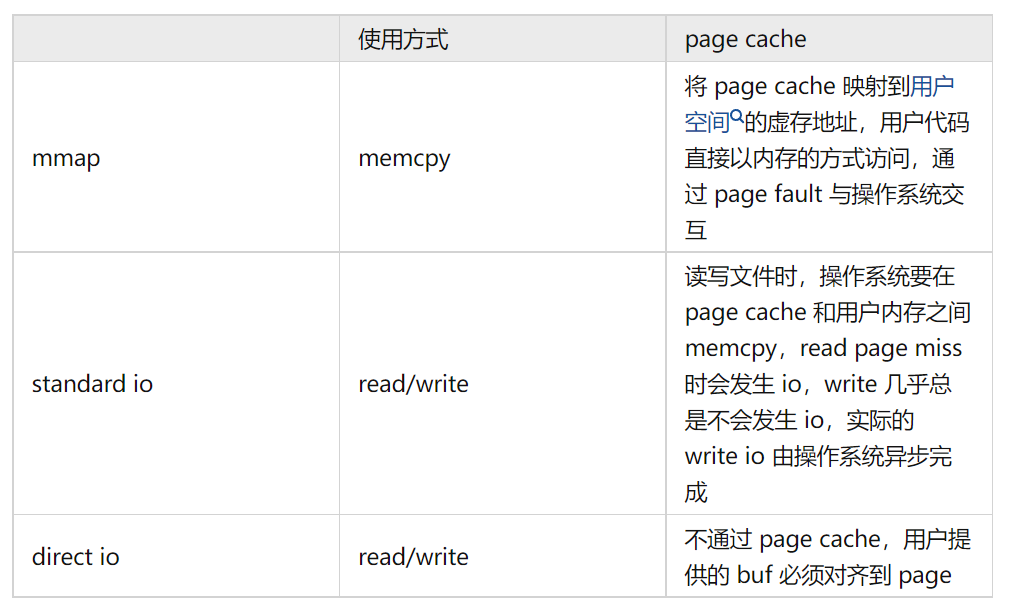 使用方式
page cache
mmap
memcpy
将 page cache 映射到用户
空间的虚存地址，用户代码
直接以内存的方式访问，通
过 page fault 与操作系统交
互
standard io
read/write
读写文件时，操作系统要在
page cache 和用户内存之间
memcpy，read page miss
时会发生 io，write 几乎总
是不会发生 io，实际的
write io 由操作系统异步完
成
direct io
read/write
不通过 page cache，用户提
供的 buf 必须对齐到 page